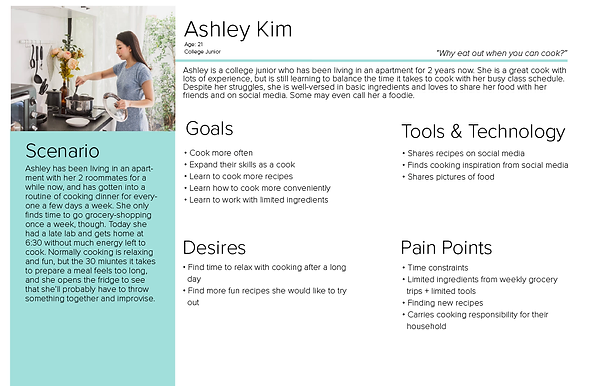 Ashley Kim
Age: 21
College Junior
"Why eat out when you can cook?"
Ashley is a college junior who has been living in an apartment for 2 years now. She is a great cook with
lots of experience, but is still learning to balance the time it takes to cook with her busy class schedule.
Despite her struggles, she is well-versed in basic ingredients and loves to share her food with her
friends and on social media. Some may even call her a foodie.
Scenario
Ashley has been living in an apart-
ment with her 2 roommates for a
while now, and has gotten into a
routine of cooking dinner for every-
one a few days a week. She only
finds time to go grocery-shopping
once a week, though. Today she
had a late lab and gets home at
6:30 without much energy left to
cook. Normally cooking is relaxing
and fun, but the 30 miuntes it takes
to prepare a meal feels too long,
and she opens the fridge to see
that she'll probably have to throw
something together and improvise.
Goals
• Cook more often
• Expand their skills as a cook
• Learn to cook more recipes
• Learn how to cook more conveniently
• Learn to work with limited ingredients
Tools & Technology
• Shares recipes on social media
• Finds cooking inspiration from social media
• Shares pictures of food
Desires
• Find time to relax with cooking after a long
day
• Find more fun recipes she would like to try
out
Pain Points
• Time constraints
• Limited ingredients from weekly grocery
trips + limited tools
• Finding new recipes
• Carries cooking responsibility for their
household